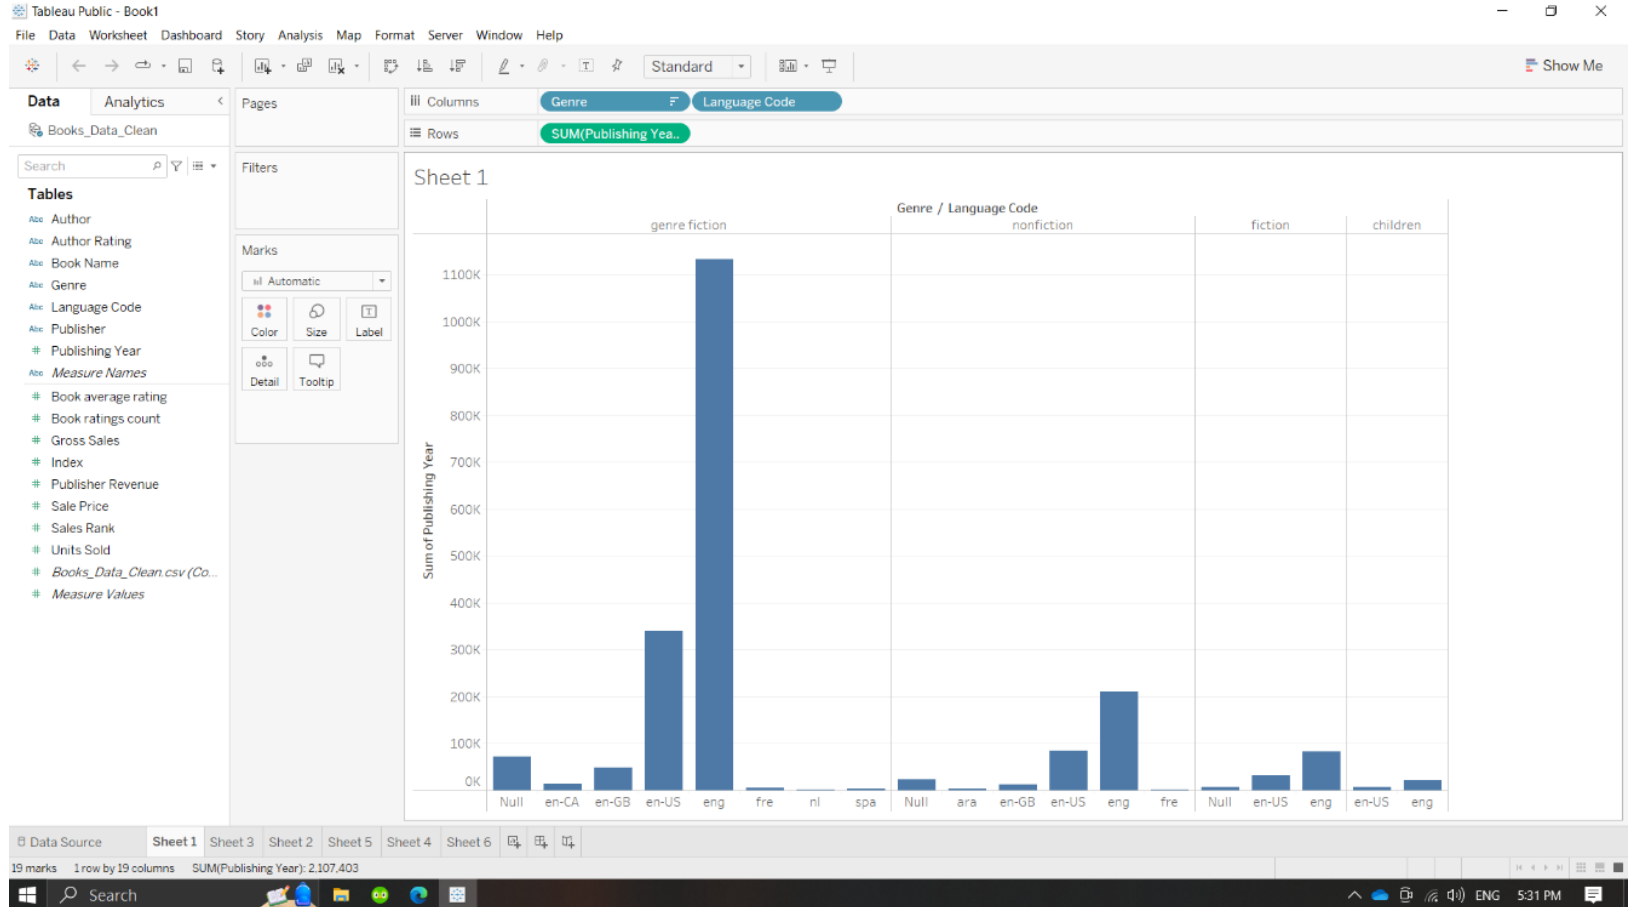 Tableau Public - Book1
File Data Worksheet Dashboard Story Analysis Map Format Server Window Help
Standard
Show Me
Data Analytics
Books_Data_Clean
Search
Tables
Abc Author
Abc Author Rating
Abc Book Name
Abc Genre
Abc Language Code
Abc Publisher
# Publishing Year
Abc Measure Names
# Book average rating
# Book ratings count
# Gross Sales
# Index
# Publisher Revenue
# Sale Price
# Sales Rank
# Units Sold
# Books_Data_Clean.csv (Co...
# Measure Values
Pages
Filters
Marks
Automatic
Color Size Label
Detail Tooltip
Columns Genre Language Code
Rows SUM(Publishing Yea..
Sheet 1
Genre / Language Code
genre fiction nonfiction fiction children
Sum of Publishing Year
1100K
1000K
900K
800K
700K
600K
500K
400K
300K
200K
100K
0K
Null en-CA en-GB en-US eng fre nl spa Null ara en-GB en-US eng fre Null en-US eng en-US eng
Data Source Sheet 1 Sheet 3 Sheet 2 Sheet 5 Sheet 4 Sheet 6
19 marks 1 row by 19 columns SUM(Publishing Year): 2,107,403
Search
ENG 5:31 PM